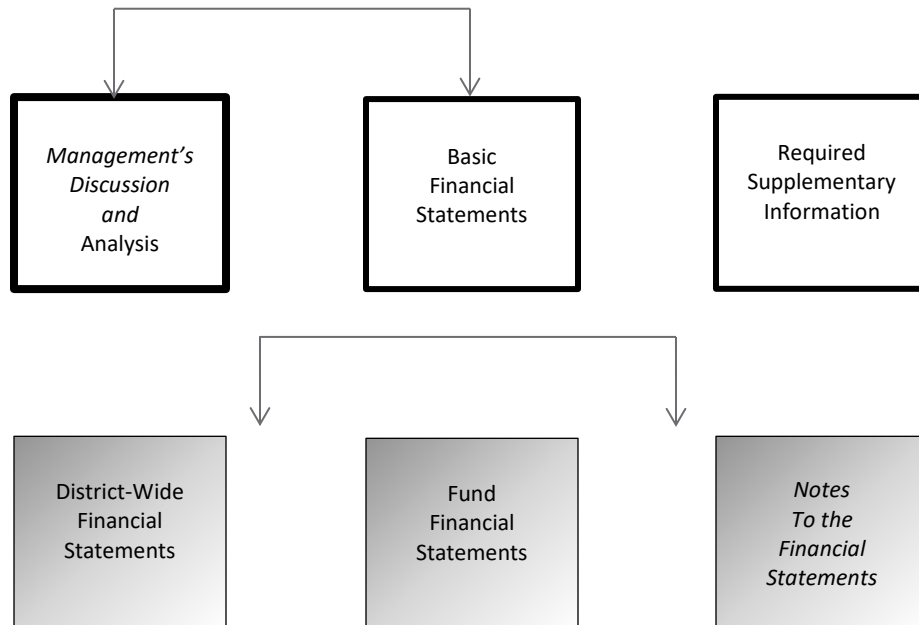 Management’s
Discussion
and
Analysis
Basic
Financial
Statements
Required
Supplementary
Information
District-Wide
Financial
Statements
Fund
Financial
Statements
Notes
To the
Financial
Statements